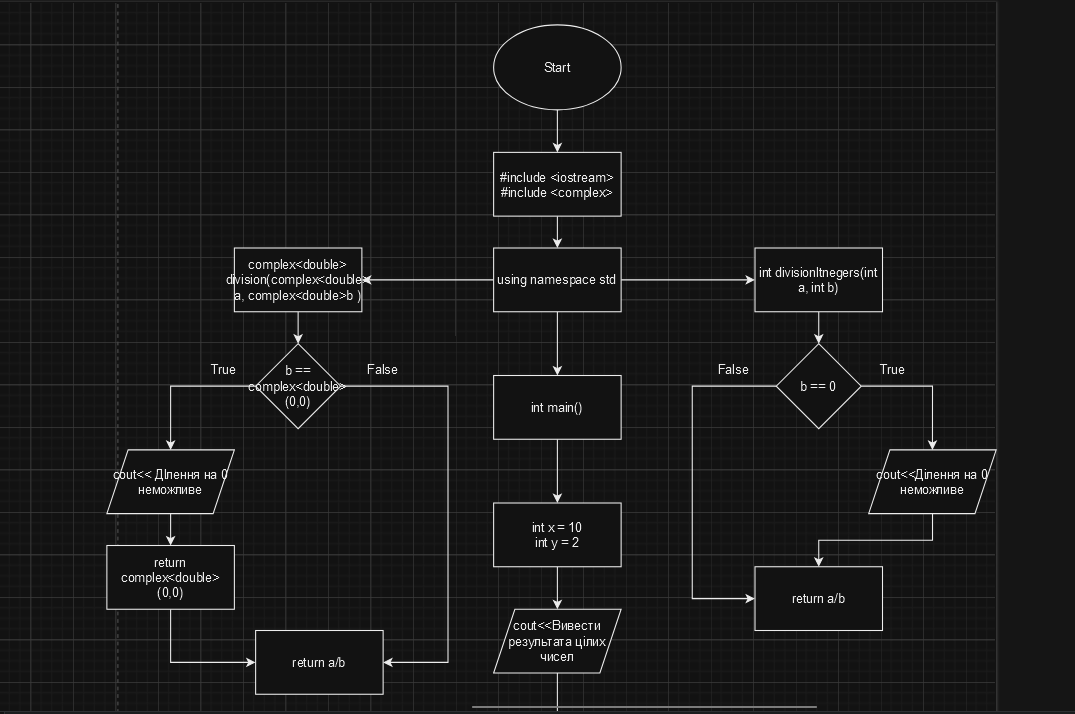 Start
#include <iostream>
#include <complex>
complex<double>
division(complex<double>
a, complex<double>b )
using namespace std
int divisionItnegers(int
a, int b)
True
b ==
complex<double>
(0,0)
False
int main()
False
b == 0
True
cout<< Ділення на 0
неможливе
cout<<Ділення на 0
неможливе
int x = 10
int y = 2
return
complex<double>
(0,0)
return a/b
cout<<Вивести
результата цілих
чисел
return a/b